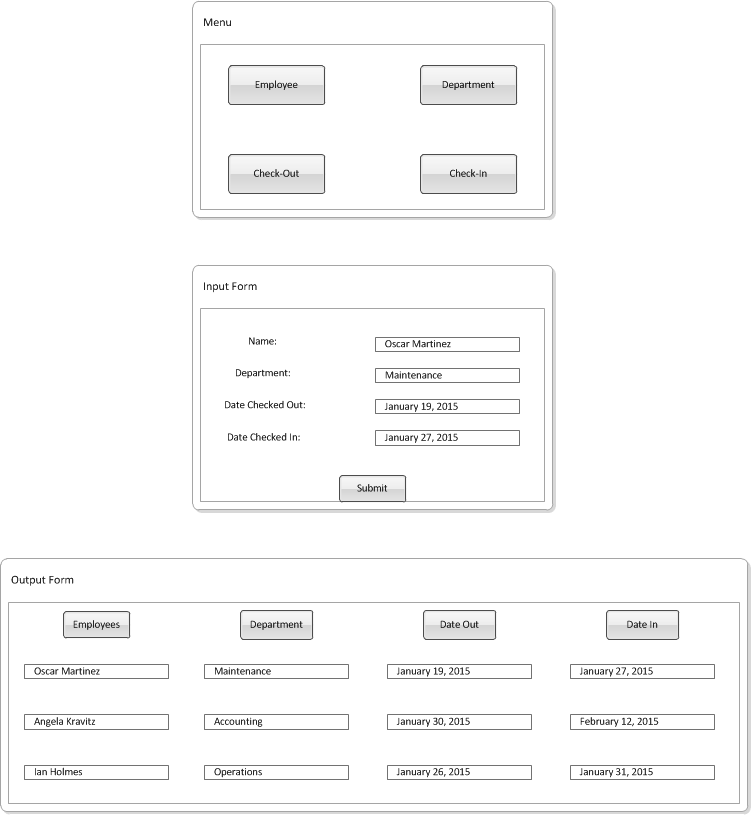 Menu
Employee Department
Check-Out Check-In
Input Form
Name: Oscar Martinez
Department: Maintenance
Date Checked Out: January 19, 2015
Date Checked In: January 27, 2015
Submit
Output Form
Employees Department Date Out Date In
Oscar Martinez Maintenance January 19, 2015 January 27, 2015
Angela Kravitz Accounting January 30, 2015 February 12, 2015
Ian Holmes Operations January 26, 2015 January 31, 2015